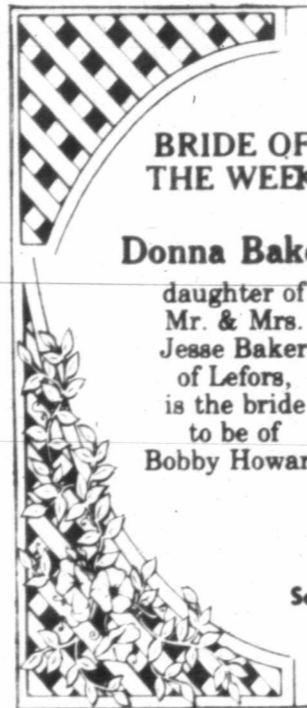 BRIDE OF
THE WEEK
Donna Bake
daughter of
Mr. & Mrs.
Jesse Baker
of Lefors,
is the bride
to be of
Bobby Howar
Se